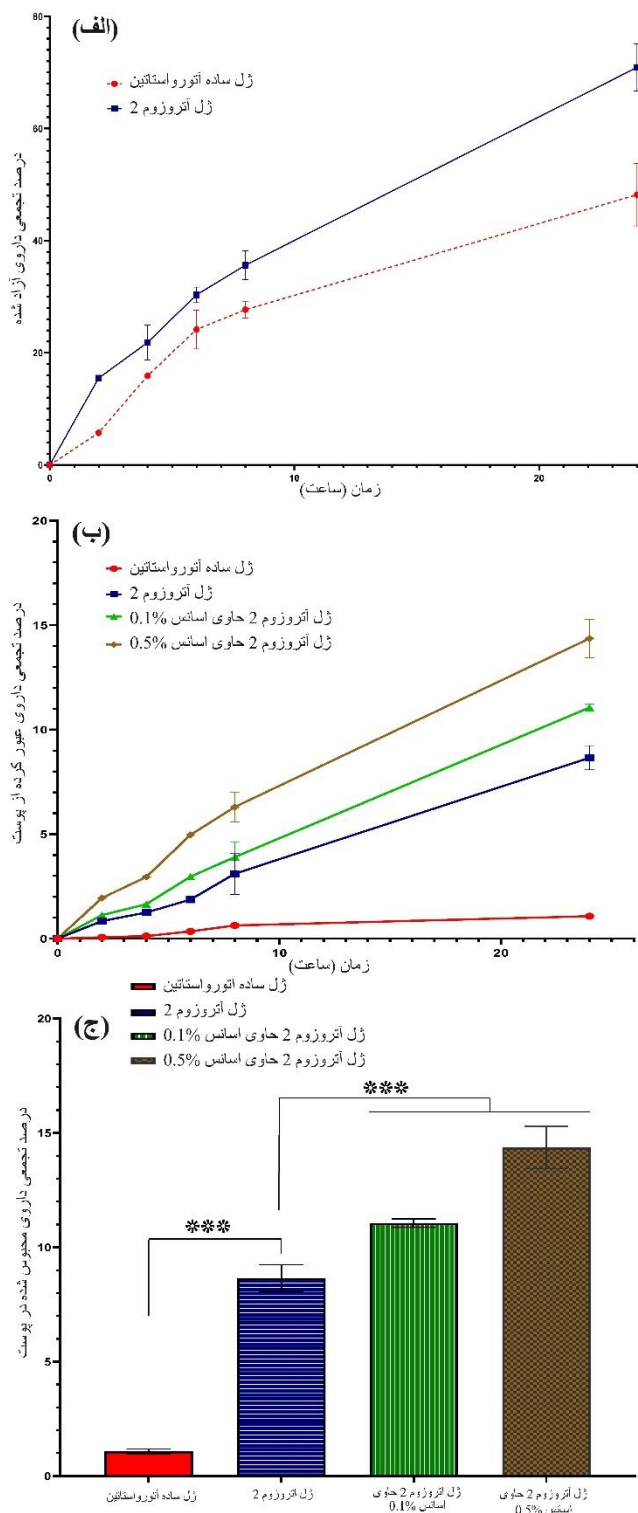 (الف)
80
60
40
20
0
ژل ساده آتورواستاتین
ژل آتروزوم 2
درصد تجمعی داروی آزاد شده
0
10
20
زمان (ساعت)
(ب)
20
15
10
5
0
ژل ساده آتورواستاتین
ژل آتروزوم 2
ژل آتروزوم 2 حاوی اسانس 0.1%
ژل آتروزوم 2 حاوی اسانس 0.5%
درصد تجمعی داروی عبور کرده از پوست
0
10
20
زمان (ساعت)
ژل ساده آتورواستاتین
ژل آتروزوم 2
ژل آتروزوم 2 حاوی اسانس 0.1%
ژل آتروزوم 2 حاوی اسانس 0.5%
(ج)
20
15
10
5
0
درصد تجمعی داروی محبوس شده در پوست
***
***
ژل ساده آتورواستاتین
ژل آتروزوم 2
ژل آتروزوم 2 حاوی
اسانس 0.1%
ژل آتروزوم 2 حاوی
اسانس 0.5%